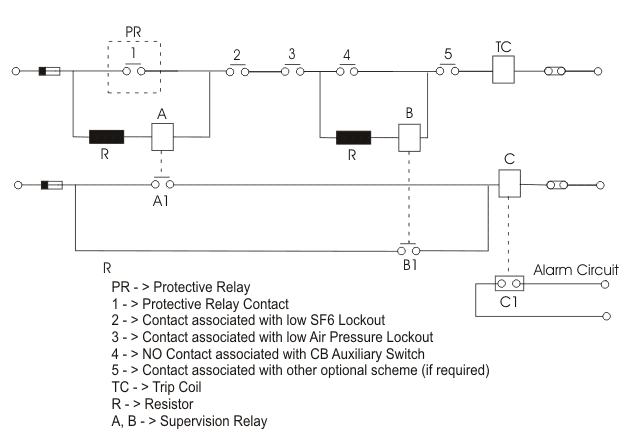 PR
1
2
3
4
5
TC
A
R
B
R
A1
C
B1
Alarm Circuit
C1
R
PR - > Protective Relay
1 - > Protective Relay Contact
2 - > Contact associated with low SF6 Lockout
3 - > Contact associated with low Air Pressure Lockout
4 - > NO Contact associated with CB Auxiliary Switch
5 - > Contact associated with other optional scheme (if required)
TC - > Trip Coil
R - > Resistor
A, B - > Supervision Relay